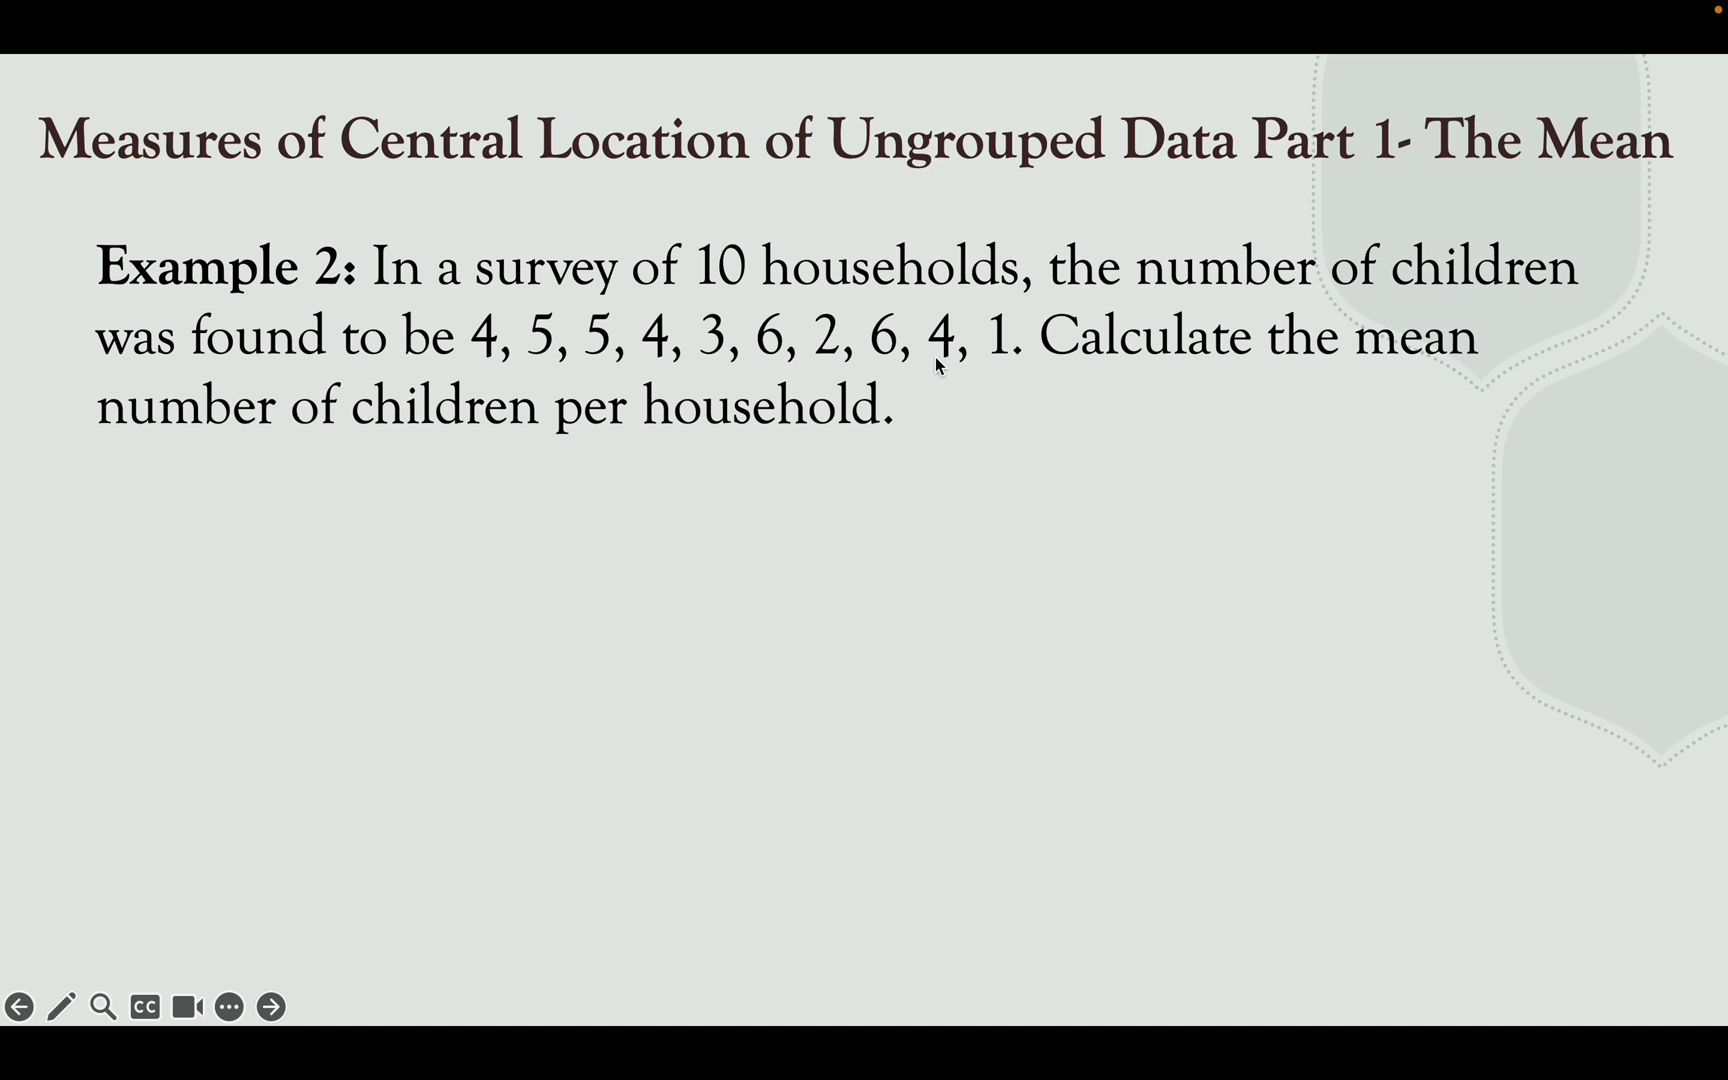 Measures of Central Location of Ungrouped Data Part 1- The Mean
Example 2: In a survey of 10 households, the number of children
was found to be 4, 5, 5, 4, 3, 6, 2, 6, 4, 1. Calculate the mean
number of children per household.
CC